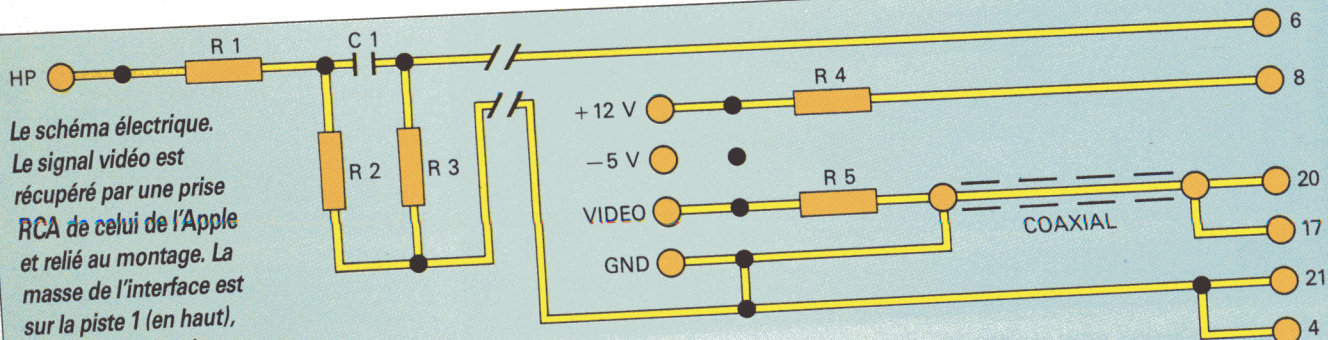 HP
R 1
C 1
6
R 2
R 3
+12 V
R 4
8
−5 V
VIDEO
R 5
COAXIAL
20
17
GND
21
4
Le schéma électrique.
Le signal vidéo est
récupéré par une prise
RCA de celui de l'Apple
et relié au montage. La
masse de l'interface est
sur la piste 1 (en haut),